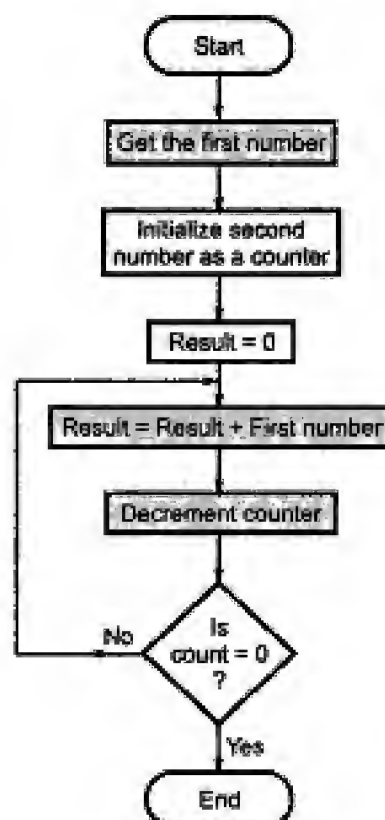 Start
Get the first number
Initialize second
number as a counter
Result = 0
Result = Result + First number
Decrement counter
Is
count = 0
?
No
Yes
End